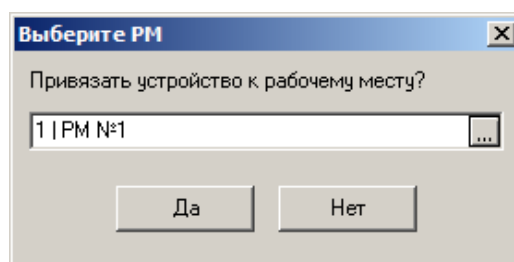 Выберите РМ
Привязать устройство к рабочему месту?
1 | РМ №1
...
Да
Нет